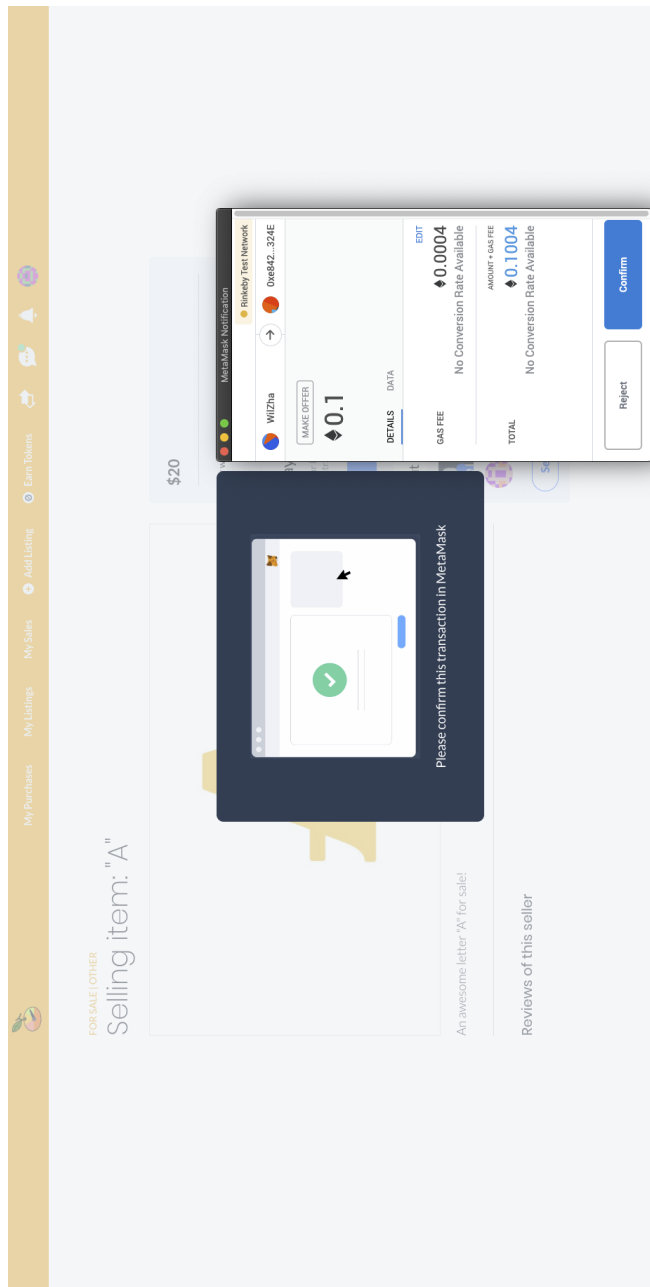 My Purchases
My Listings
My Sales
Add Listing
Earn Tokens
FOR SALE | OTHER
Selling item: "A"
$20
A
An awesome letter "A" for sale!
Reviews of this seller
Please confirm this transaction in MetaMask
MetaMask Notification
Rinkeby Test Network
WilZha
0xe842...324E
MAKE OFFER
0.1
DETAILS
DATA
EDIT
GAS FEE
0.0004
No Conversion Rate Available
AMOUNT + GAS FEE
TOTAL
0.1004
No Conversion Rate Available
Reject
Confirm